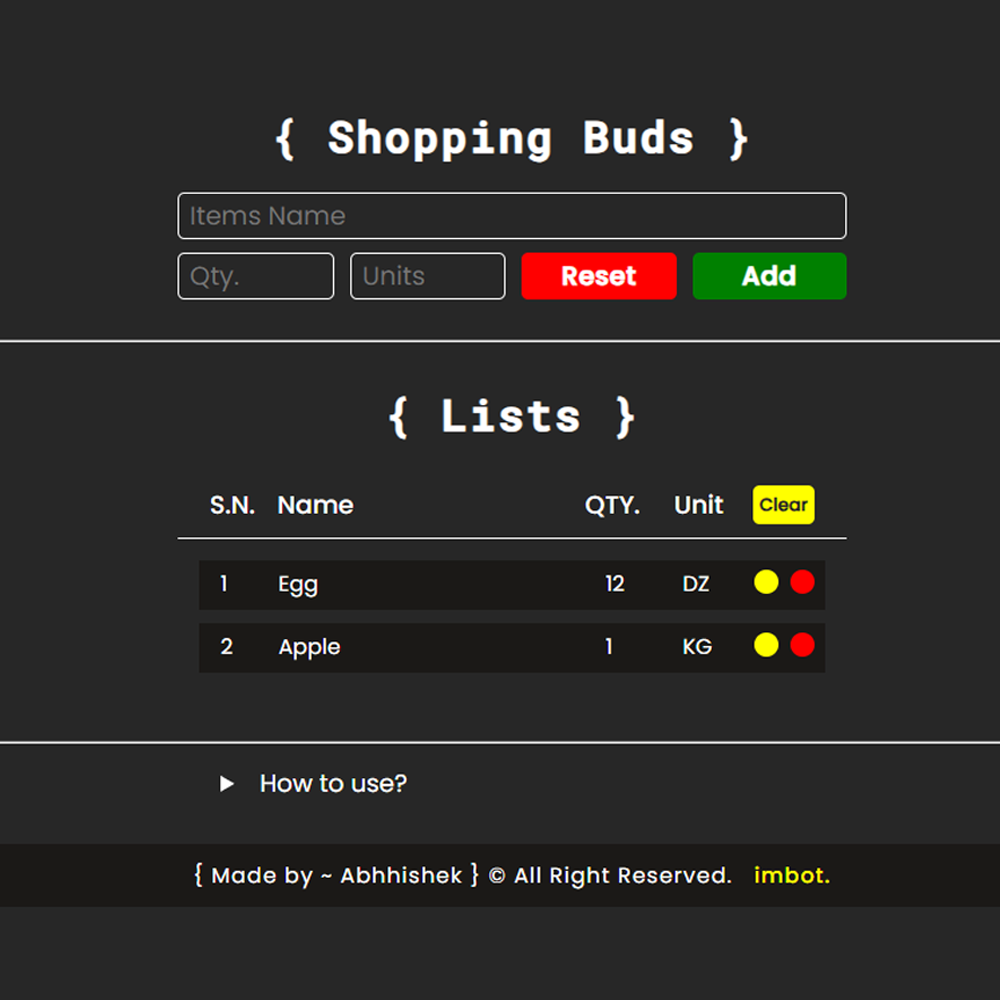 { Shopping Buds }
Items Name
Qty. Units Reset Add
{ Lists }
S.N. Name QTY. Unit Clear
1 Egg 12 DZ
2 Apple 1 KG
How to use?
{ Made by ~ Abhhishek } © All Right Reserved. imbot.